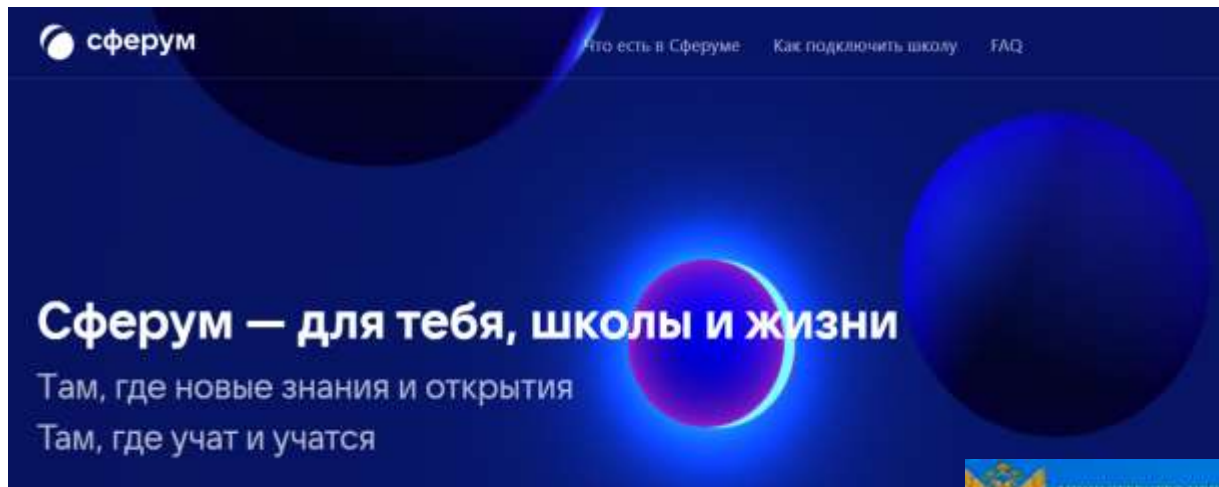 сферум
Что есть в Сферуме Как подключить школу FAQ
Сферум — для тебя, школы и жизни
Там, где новые знания и открытия
Там, где учат и учатся